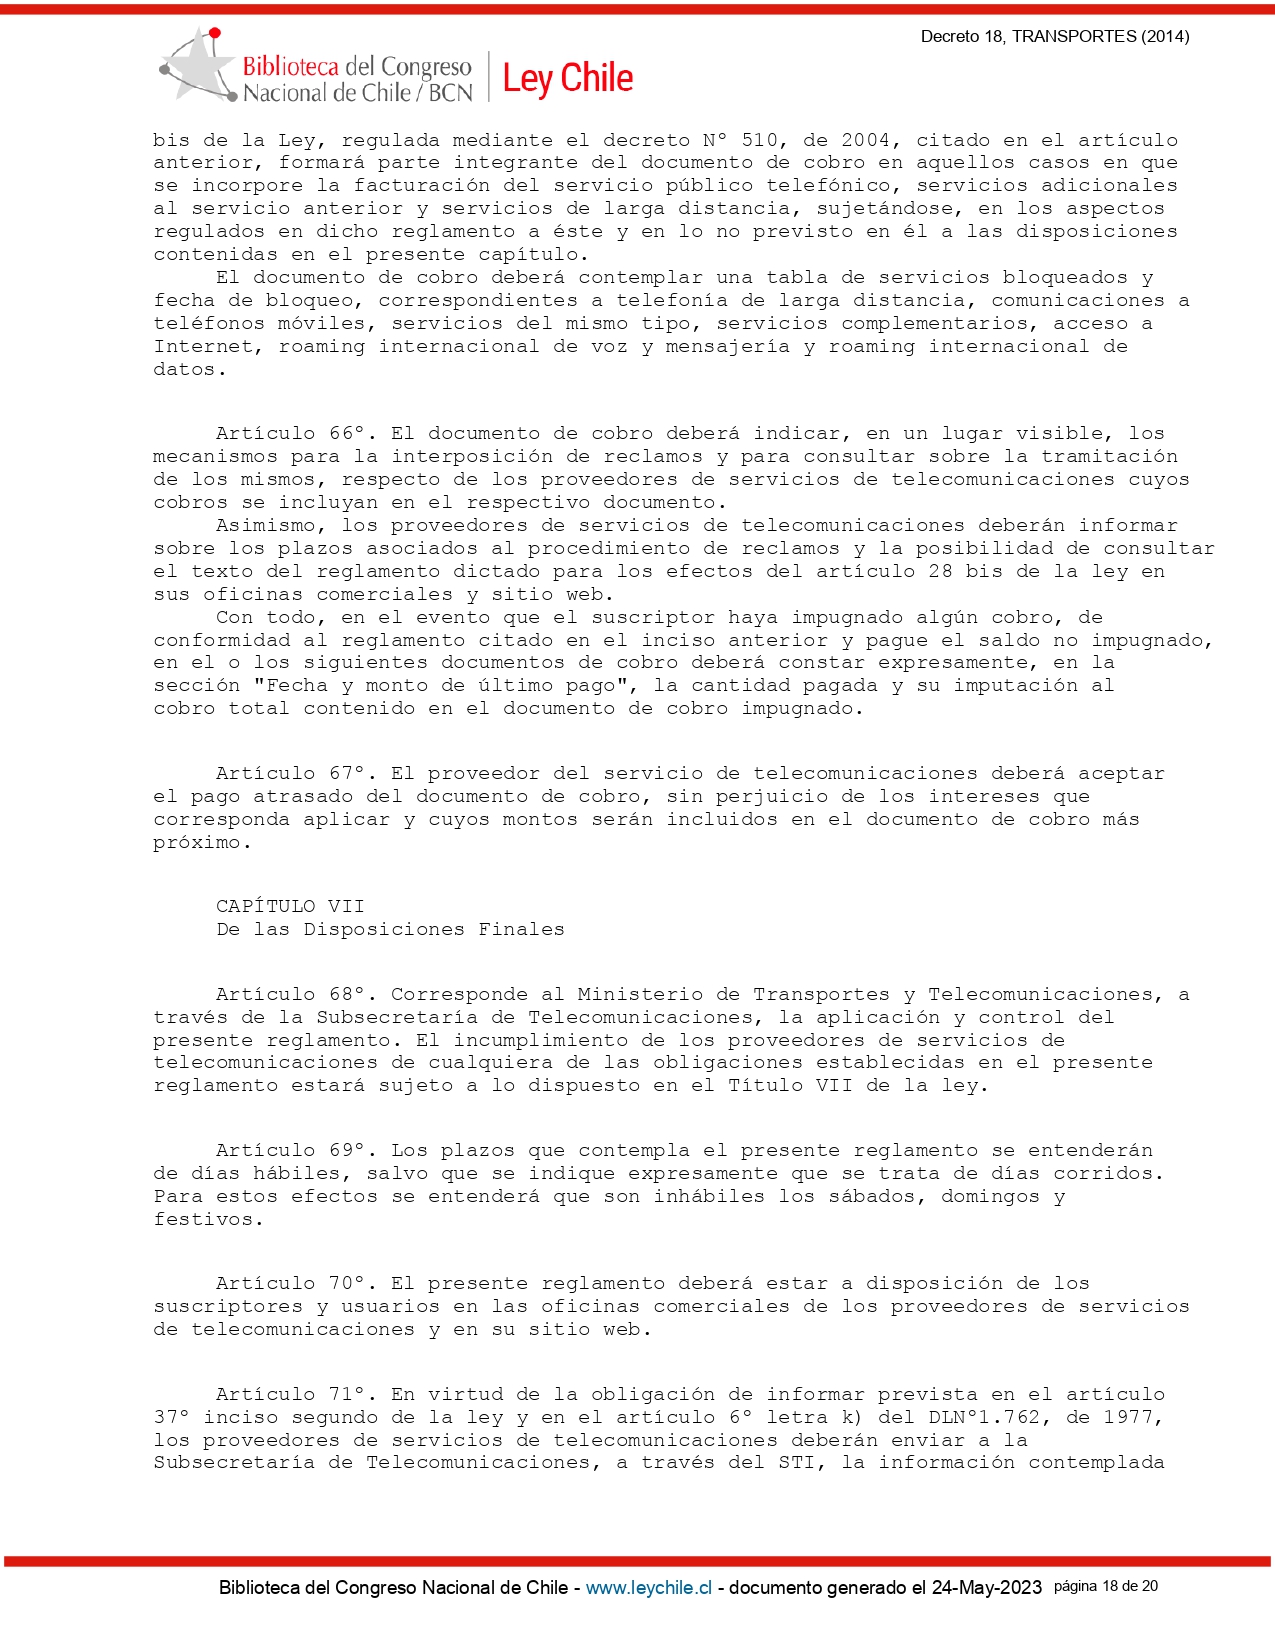 Decreto 18, TRANSPORTES (2014)
Biblioteca del Congreso
Nacional de Chile / BCN
Ley Chile
bis de la Ley, regulada mediante el decreto Nº 510, de 2004, citado en el artículo
anterior, formará parte integrante del documento de cobro en aquellos casos en que
se incorpore la facturación del servicio público telefónico, servicios adicionales
al servicio anterior y servicios de larga distancia, sujetándose, en los aspectos
regulados en dicho reglamento a éste y en lo no previsto en él a las disposiciones
contenidas en el presente capítulo.
El documento de cobro deberá contemplar una tabla de servicios bloqueados y
fecha de bloqueo, correspondientes a telefonía de larga distancia, comunicaciones a
teléfonos móviles, servicios del mismo tipo, servicios complementarios, acceso a
Internet, roaming internacional de voz y mensajería y roaming internacional de
datos.
Artículo 66º. El documento de cobro deberá indicar, en un lugar visible, los
mecanismos para la interposición de reclamos y para consultar sobre la tramitación
de los mismos, respecto de los proveedores de servicios de telecomunicaciones cuyos
cobros se incluyan en el respectivo documento.
Asimismo, los proveedores de servicios de telecomunicaciones deberán informar
sobre los plazos asociados al procedimiento de reclamos y la posibilidad de consultar
el texto del reglamento dictado para los efectos del artículo 28 bis de la ley en
sus oficinas comerciales y sitio web.
Con todo, en el evento que el suscriptor haya impugnado algún cobro, de
conformidad al reglamento citado en el inciso anterior y pague el saldo no impugnado,
en el o los siguientes documentos de cobro deberá constar expresamente, en la
sección "Fecha y monto de último pago", la cantidad pagada y su imputación al
cobro total contenido en el documento de cobro impugnado.
Artículo 67º. El proveedor del servicio de telecomunicaciones deberá aceptar
el pago atrasado del documento de cobro, sin perjuicio de los intereses que
corresponda aplicar y cuyos montos serán incluidos en el documento de cobro más
próximo.
CAPÍTULO VII
De las Disposiciones Finales
Artículo 68º. Corresponde al Ministerio de Transportes y Telecomunicaciones, a
través de la Subsecretaría de Telecomunicaciones, la aplicación y control del
presente reglamento. El incumplimiento de los proveedores de servicios de
telecomunicaciones de cualquiera de las obligaciones establecidas en el presente
reglamento estará sujeto a lo dispuesto en el Título VII de la ley.
Artículo 69º. Los plazos que contempla el presente reglamento se entenderán
de días hábiles, salvo que se indique expresamente que se trata de días corridos.
Para estos efectos se entenderá que son inhábiles los sábados, domingos y
festivos.
Artículo 70º. El presente reglamento deberá estar a disposición de los
suscriptores y usuarios en las oficinas comerciales de los proveedores de servicios
de telecomunicaciones y en su sitio web.
Artículo 71º. En virtud de la obligación de informar prevista en el artículo
37º inciso segundo de la ley y en el artículo 6º letra k) del DLNº1.762, de 1977,
los proveedores de servicios de telecomunicaciones deberán enviar a la
Subsecretaría de Telecomunicaciones, a través del STI, la información contemplada
Biblioteca del Congreso Nacional de Chile - www.leychile.cl - documento generado el 24-May-2023 página 18 de 20